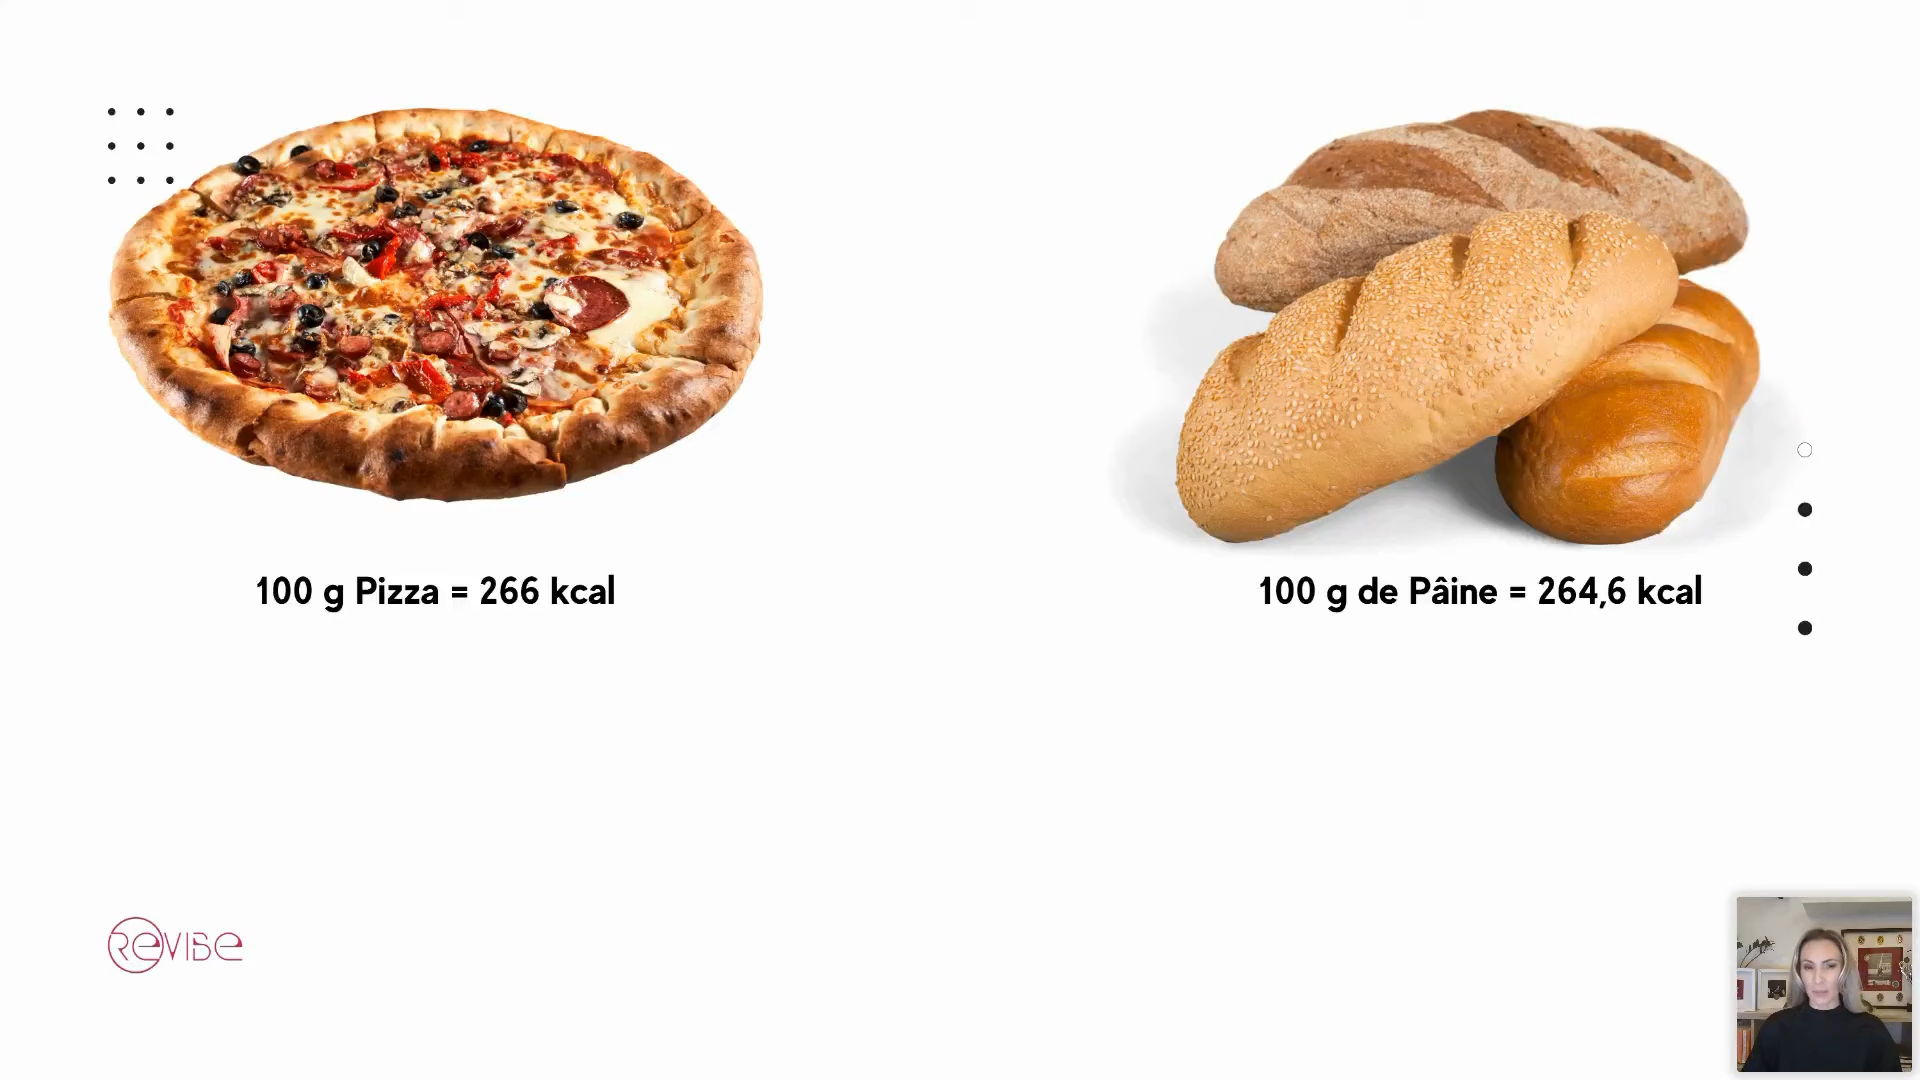 100 g Pizza = 266 kcal
100 g de Pâine = 264,6 kcal
REVIBE